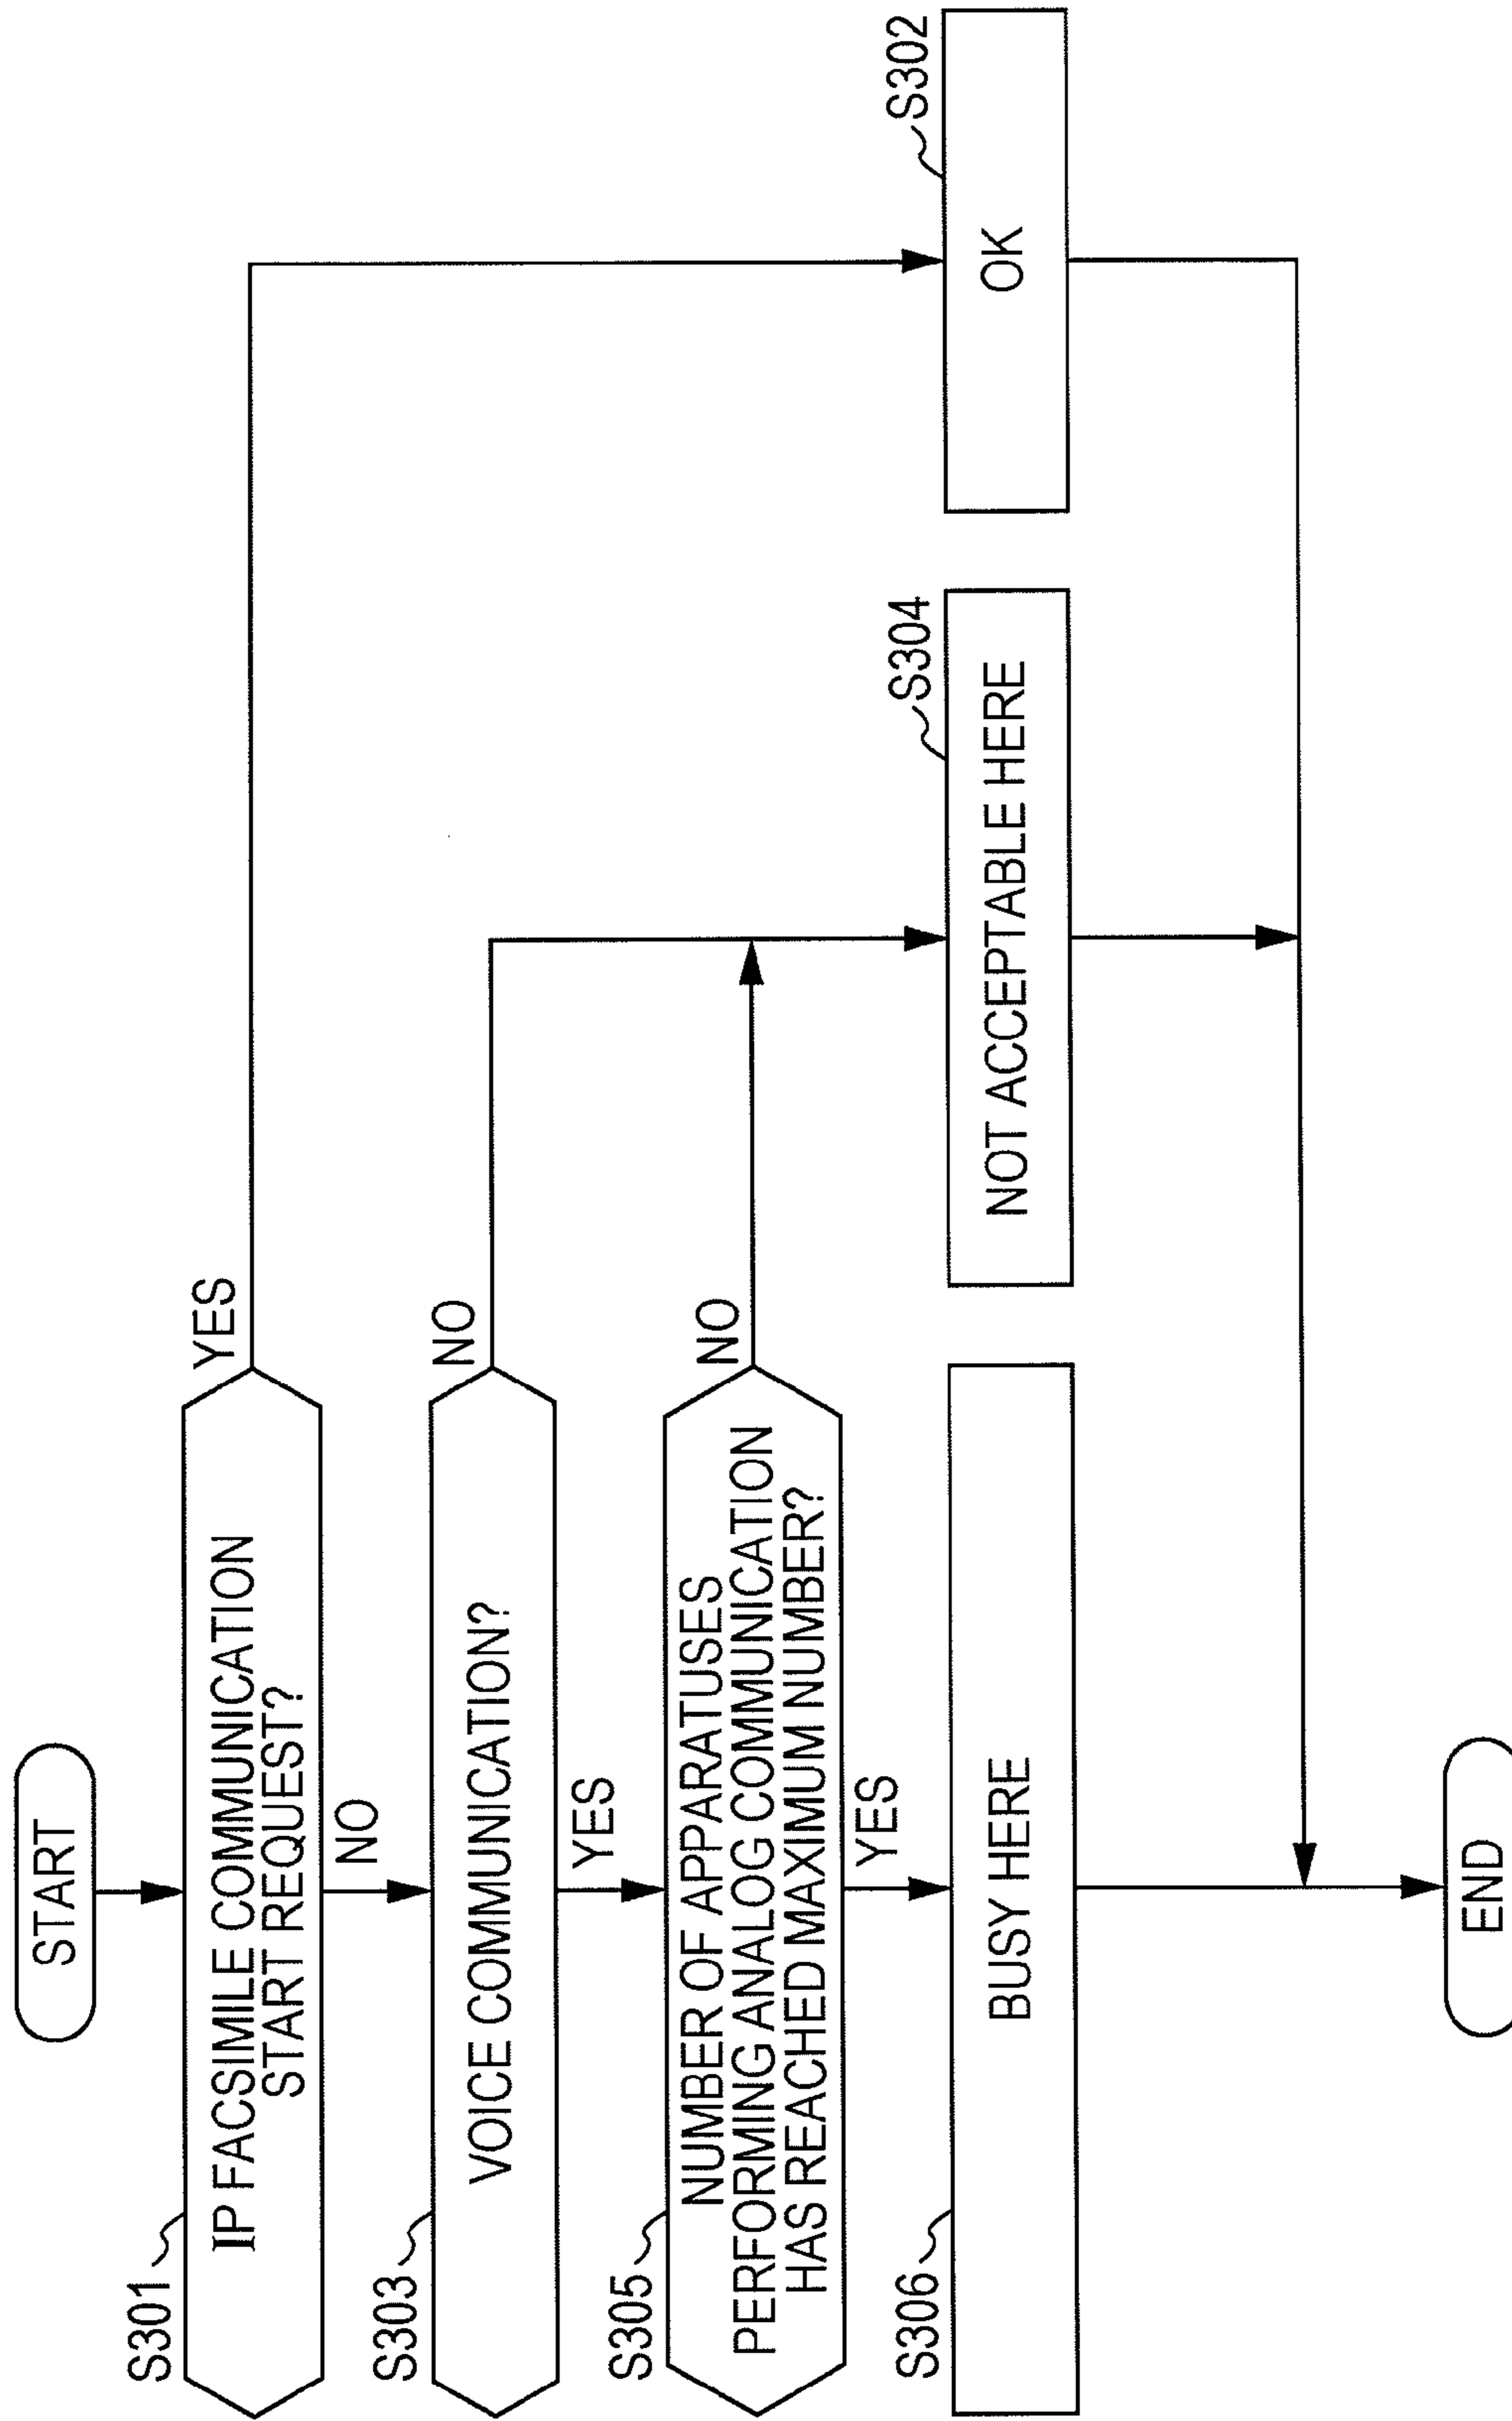 START
S301
IP FACSIMILE COMMUNICATION
START REQUEST?
YES
NO
S303
VOICE COMMUNICATION?
NO
YES
S305
NUMBER OF APPARATUSES
PERFORMING ANALOG COMMUNICATION
HAS REACHED MAXIMUM NUMBER?
NO
YES
S306
BUSY HERE
S304
NOT ACCEPTABLE HERE
S302
OK
END